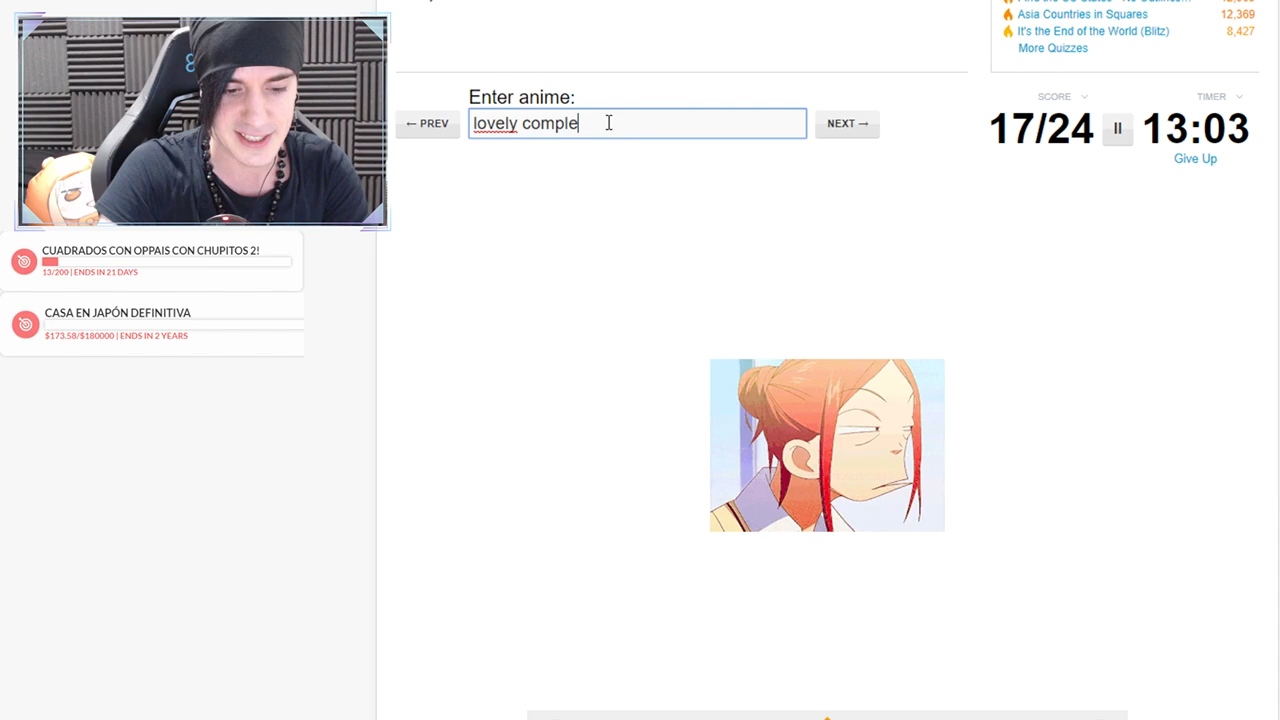 Asia Countries in Squares 12,369
It's the End of the World (Blitz) 8,427
More Quizzes
Enter anime:
← PREV
lovely comple
NEXT →
SCORE
TIMER
17/24
13:03
Give Up
CUADRADOS CON OPPAIS CON CHUPITOS 2!
13/200 | ENDS IN 21 DAYS
CASA EN JAPÓN DEFINITIVA
$173.58/$180000 | ENDS IN 2 YEARS